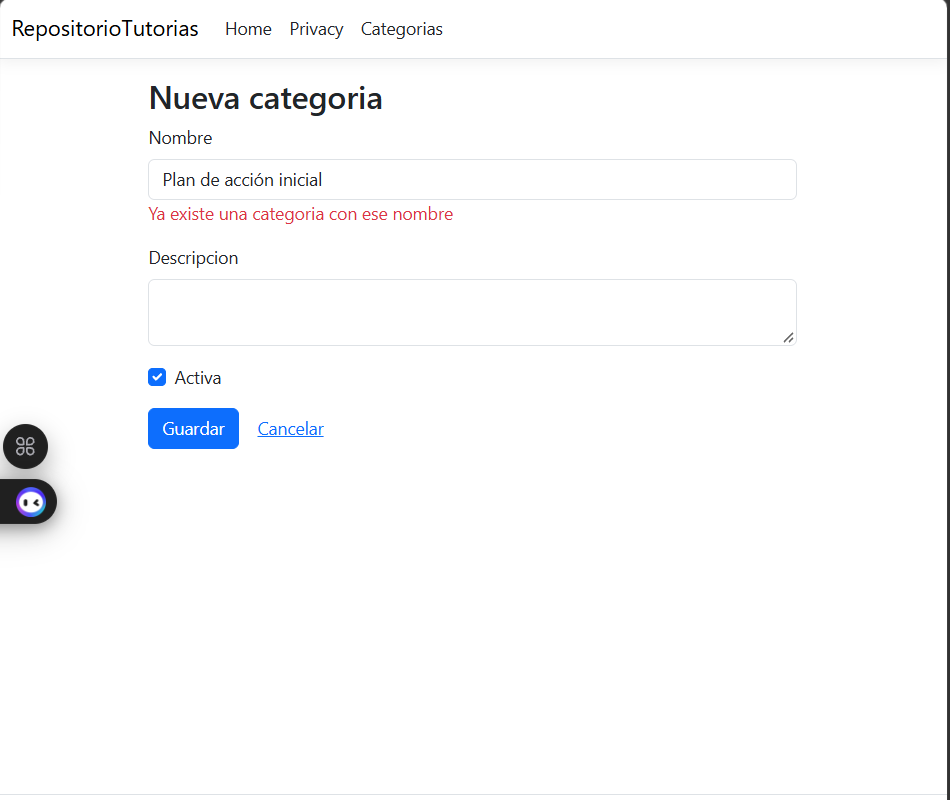 RepositorioTutorias Home Privacy Categorias
Nueva categoria
Nombre
Plan de acción inicial
Ya existe una categoria con ese nombre
Descripcion
Activa
Guardar Cancelar